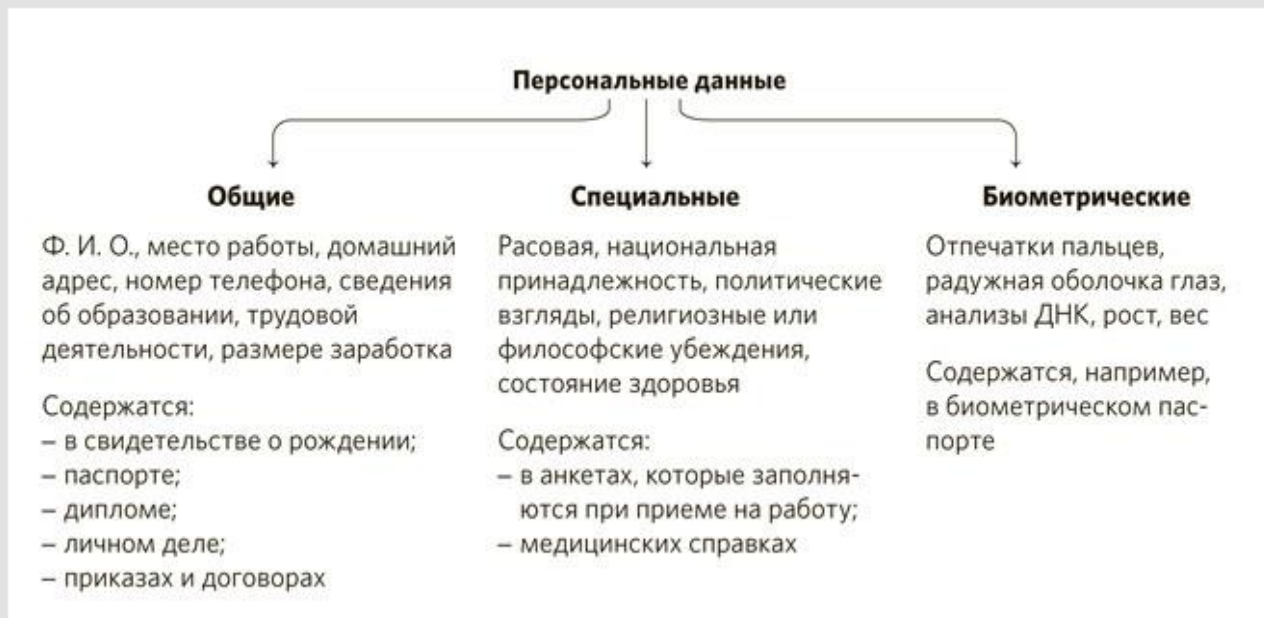 Персональные данные
Общие
Ф. И. О., место работы, домашний
адрес, номер телефона, сведения
об образовании, трудовой
деятельности, размере заработка
Содержатся:
– в свидетельстве о рождении;
– паспорте;
– дипломе;
– личном деле;
– приказах и договорах
Специальные
Расовая, национальная
принадлежность, политические
взгляды, религиозные или
философские убеждения,
состояние здоровья
Содержатся:
– в анкетах, которые заполня-
ются при приеме на работу;
– медицинских справках
Биометрические
Отпечатки пальцев,
радужная оболочка глаз,
анализы ДНК, рост, вес
Содержатся, например,
в биометрическом пас-
порте